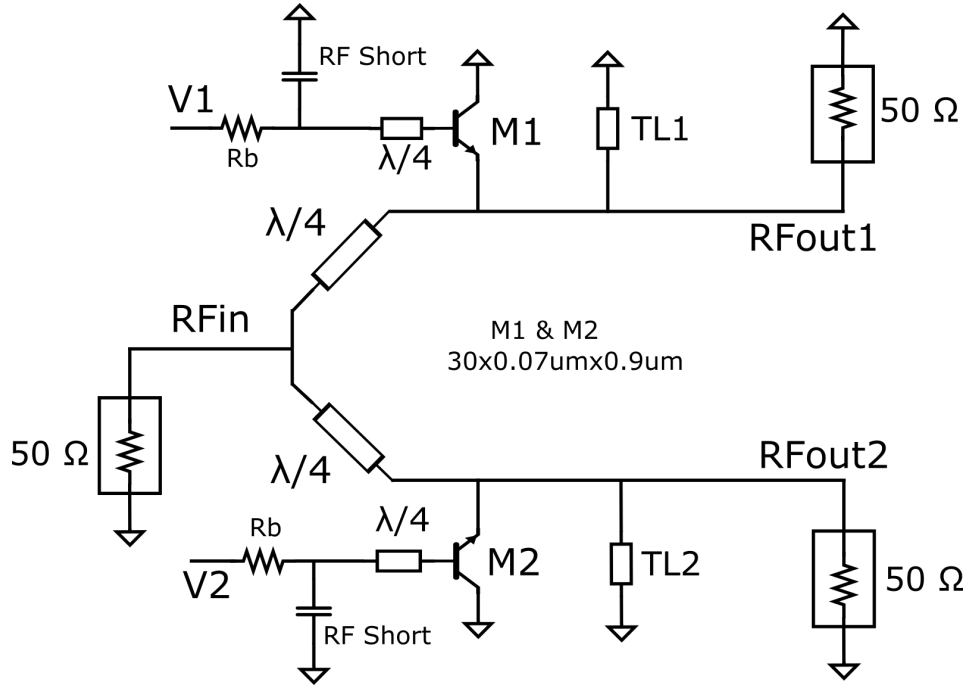 RF Short
V1
Rb
λ/4
M1
TL1
50 Ω
λ/4
RFout1
RFin
M1 & M2
30x0.07umx0.9um
50 Ω
λ/4
RFout2
Rb
λ/4
V2
M2
TL2
50 Ω
RF Short